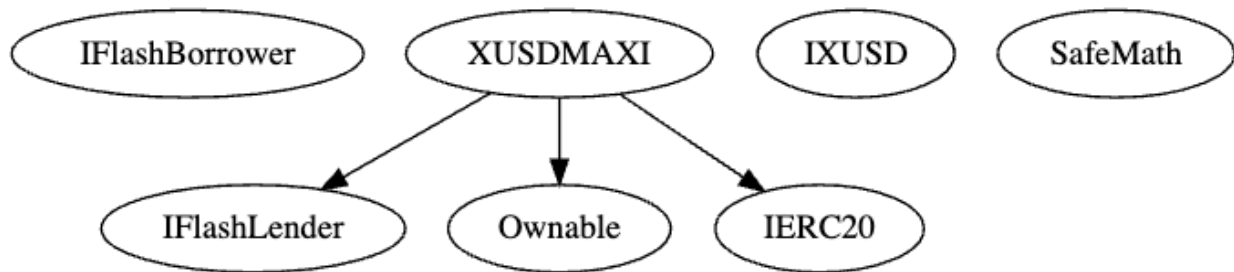 IFlashBorrower XUSDMAXI IXUSD SafeMath
IFlashLender Ownable IERC20